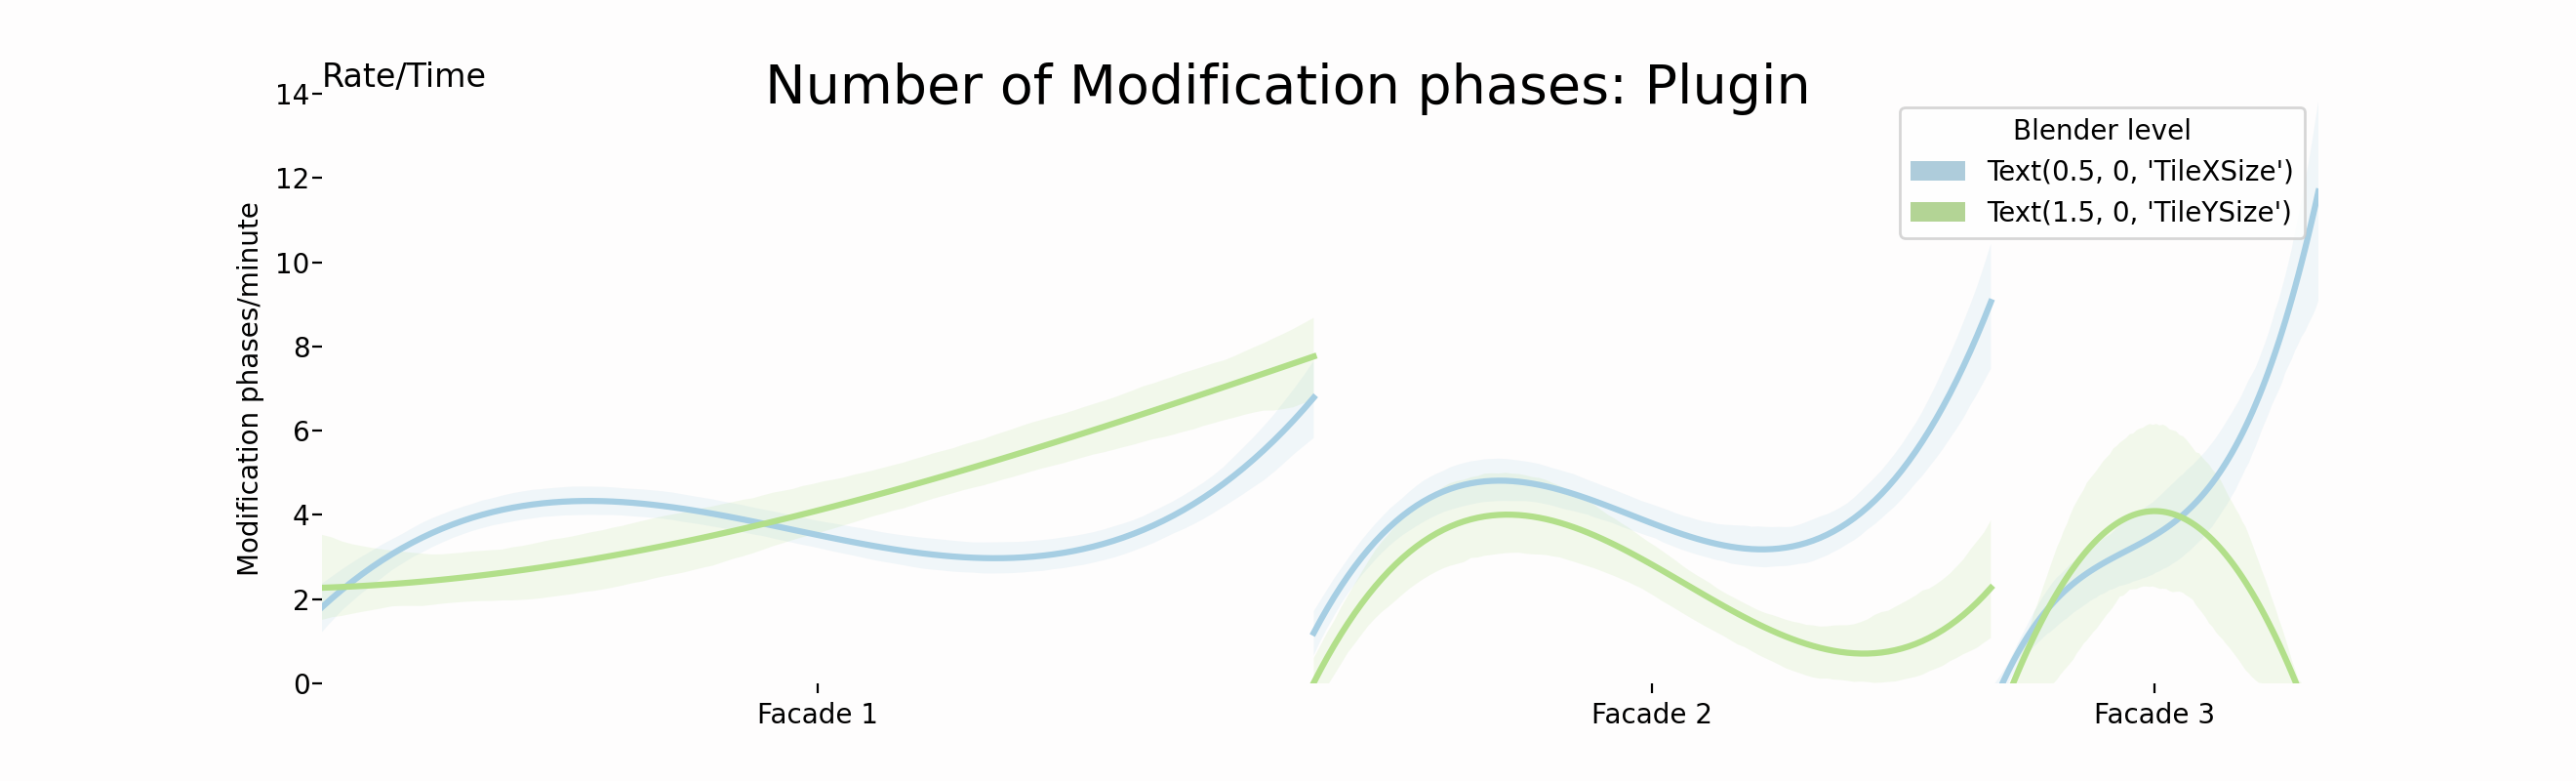 Number of Modification phases: Plugin
Rate/Time
Modification phases/minute
14
12
10
8
6
4
2
0
Blender level
Text(0.5, 0, 'TileXSize')
Text(1.5, 0, 'TileYSize')
Facade 1
Facade 2
Facade 3